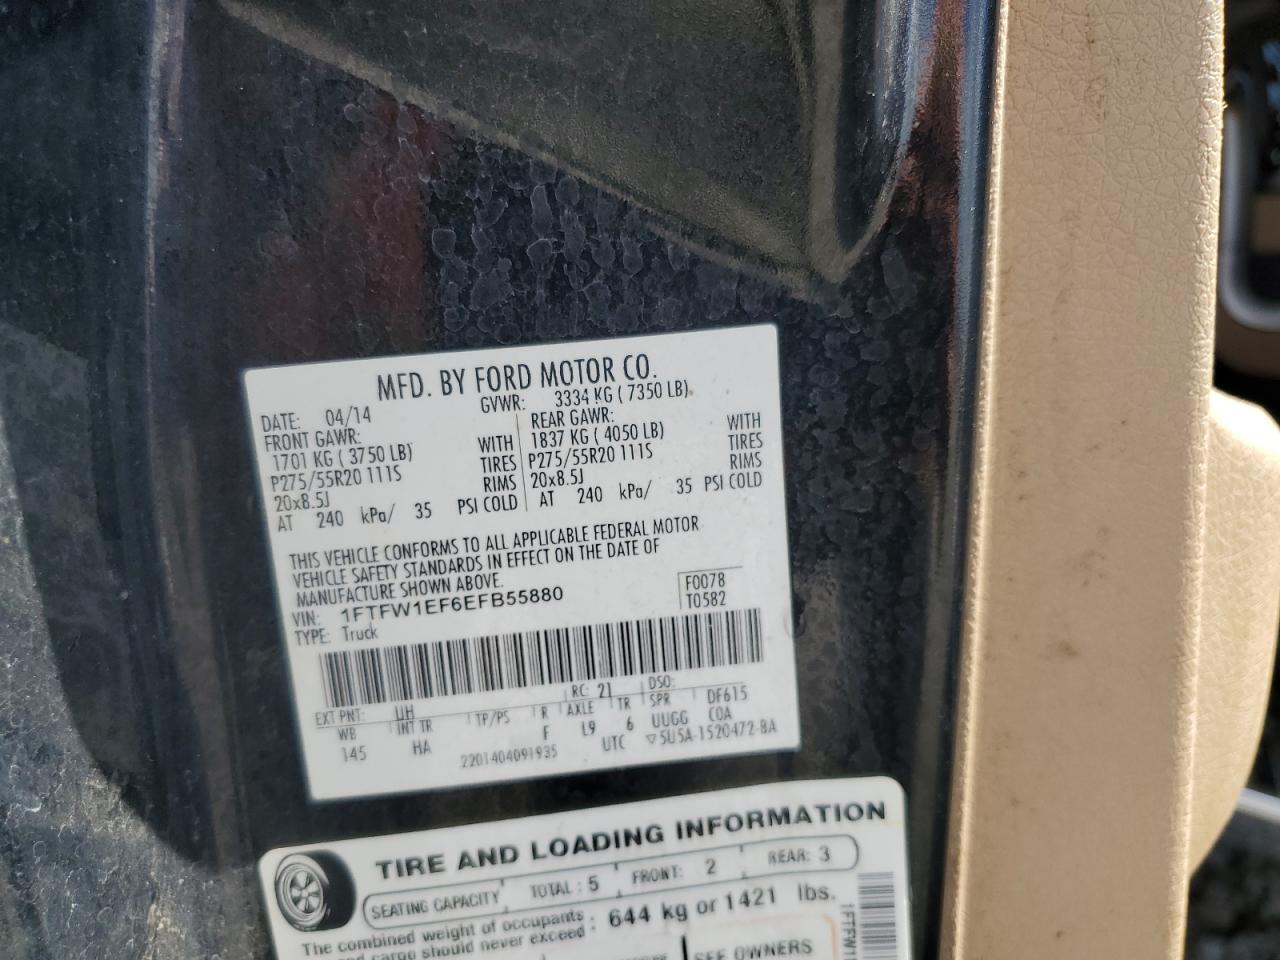 MFD. BY FORD MOTOR CO.
DATE: 04/14 GVWR: 3334 KG ( 7350 LB)
FRONT GAWR: REAR GAWR:
1701 KG ( 3750 LB) WITH 1837 KG ( 4050 LB) WITH
P275/55R20 111S TIRES P275/55R20 111S TIRES
20x8.5J RIMS 20x8.5J RIMS
AT 240 kPa/ 35 PSI COLD AT 240 kPa/ 35 PSI COLD
THIS VEHICLE CONFORMS TO ALL APPLICABLE FEDERAL MOTOR
VEHICLE SAFETY STANDARDS IN EFFECT ON THE DATE OF
MANUFACTURE SHOWN ABOVE.
VIN: 1FTFW1EF6EFB55880 F0078
TYPE: Truck T0582
EXT PNT: UH RC: 21 DSO:
WB INT TR TP/PS R AXLE TR SPR DF615
145 HA F L9 6 UUGG COA
2201404091935 UTC ▽5U5A-1520472-BA
TIRE AND LOADING INFORMATION
SEATING CAPACITY TOTAL : 5 FRONT: 2 REAR: 3
The combined weight of occupants
and cargo should never exceed : 644 kg or 1421 lbs.
SEE OWNERS
1FTFW1